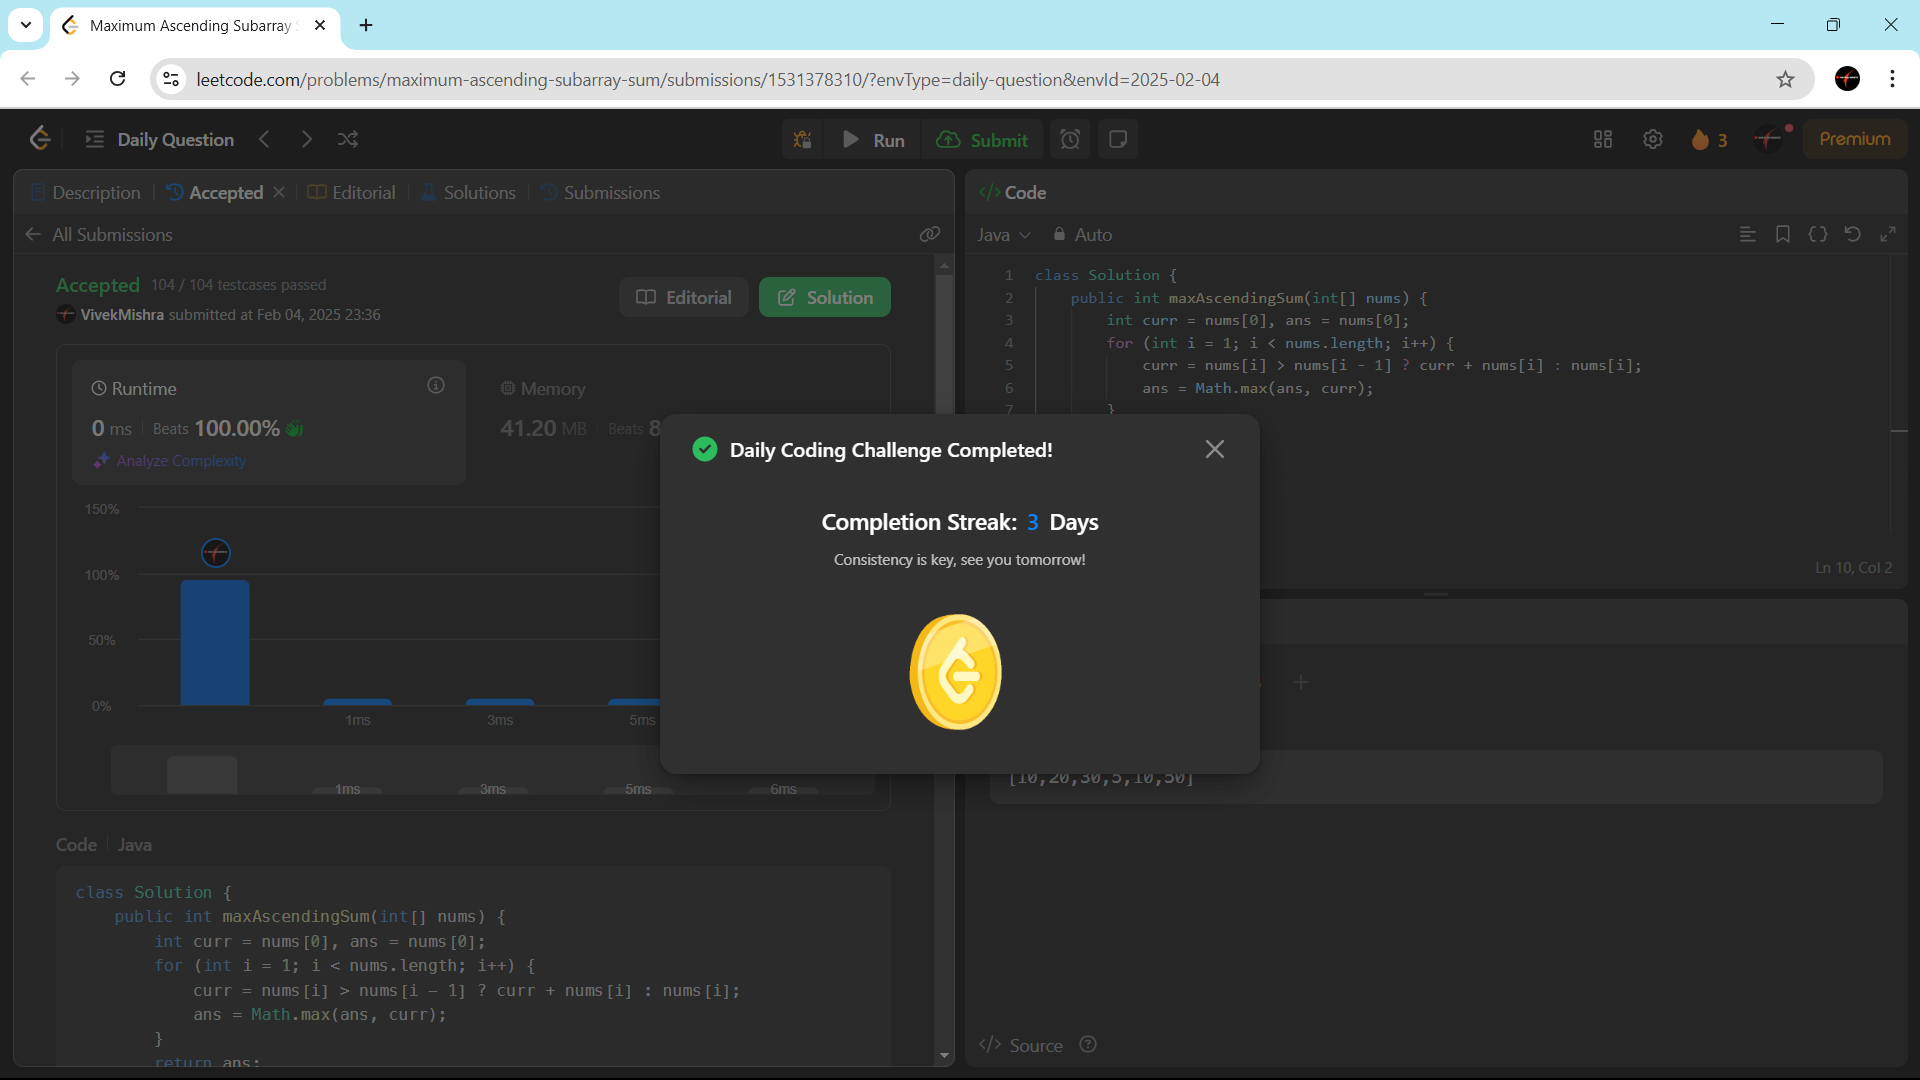 Maximum Ascending Subarray
leetcode.com/problems/maximum-ascending-subarray-sum/submissions/1531378310/?envType=daily-question&envId=2025-02-04
Daily Question
Run
Submit
3
Premium
Description
Accepted
Editorial
Solutions
Submissions
All Submissions
Accepted 104 / 104 testcases passed
VivekMishra submitted at Feb 04, 2025 23:36
Editorial
Solution
Runtime
0 ms
Beats 100.00%
Analyze Complexity
Memory
41.20 MB
Beats 8
150%
100%
50%
0%
1ms
3ms
5ms
1ms
3ms
5ms
6ms
Code
Java
class Solution {
public int maxAscendingSum(int[] nums) {
int curr = nums[0], ans = nums[0];
for (int i = 1; i < nums.length; i++) {
curr = nums[i] > nums[i - 1] ? curr + nums[i] : nums[i];
ans = Math.max(ans, curr);
}
return ans;
Daily Coding Challenge Completed!
Completion Streak: 3 Days
Consistency is key, see you tomorrow!
</> Code
Java
Auto
1 class Solution {
2 public int maxAscendingSum(int[] nums) {
3 int curr = nums[0], ans = nums[0];
4 for (int i = 1; i < nums.length; i++) {
5 curr = nums[i] > nums[i - 1] ? curr + nums[i] : nums[i];
6 ans = Math.max(ans, curr);
7 }
Ln 10, Col 2
[10,20,30,5,10,50]
</> Source